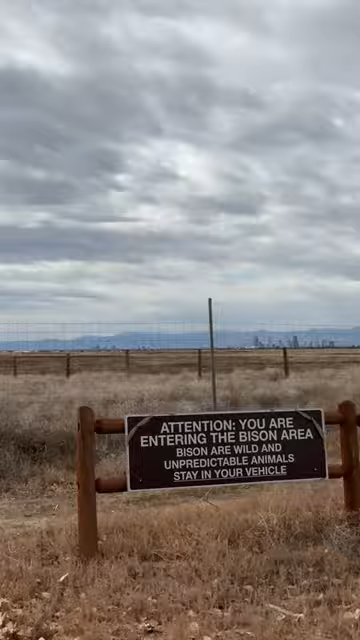 ATTENTION: YOU ARE
ENTERING THE BISON AREA
BISON ARE WILD AND
UNPREDICTABLE ANIMALS
STAY IN YOUR VEHICLE